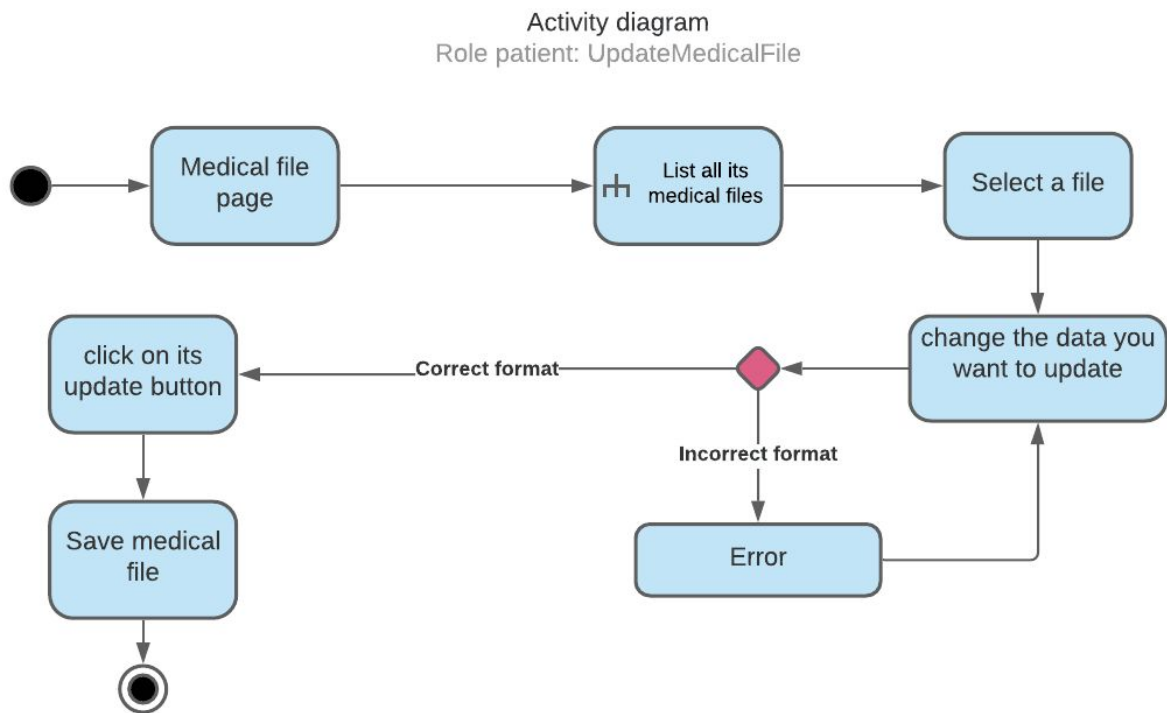 Activity diagram
Role patient: UpdateMedicalFile
Medical file
page
List all its
medical files
Select a file
change the data you
want to update
Correct format
click on its
update button
Incorrect format
Error
Save medical
file